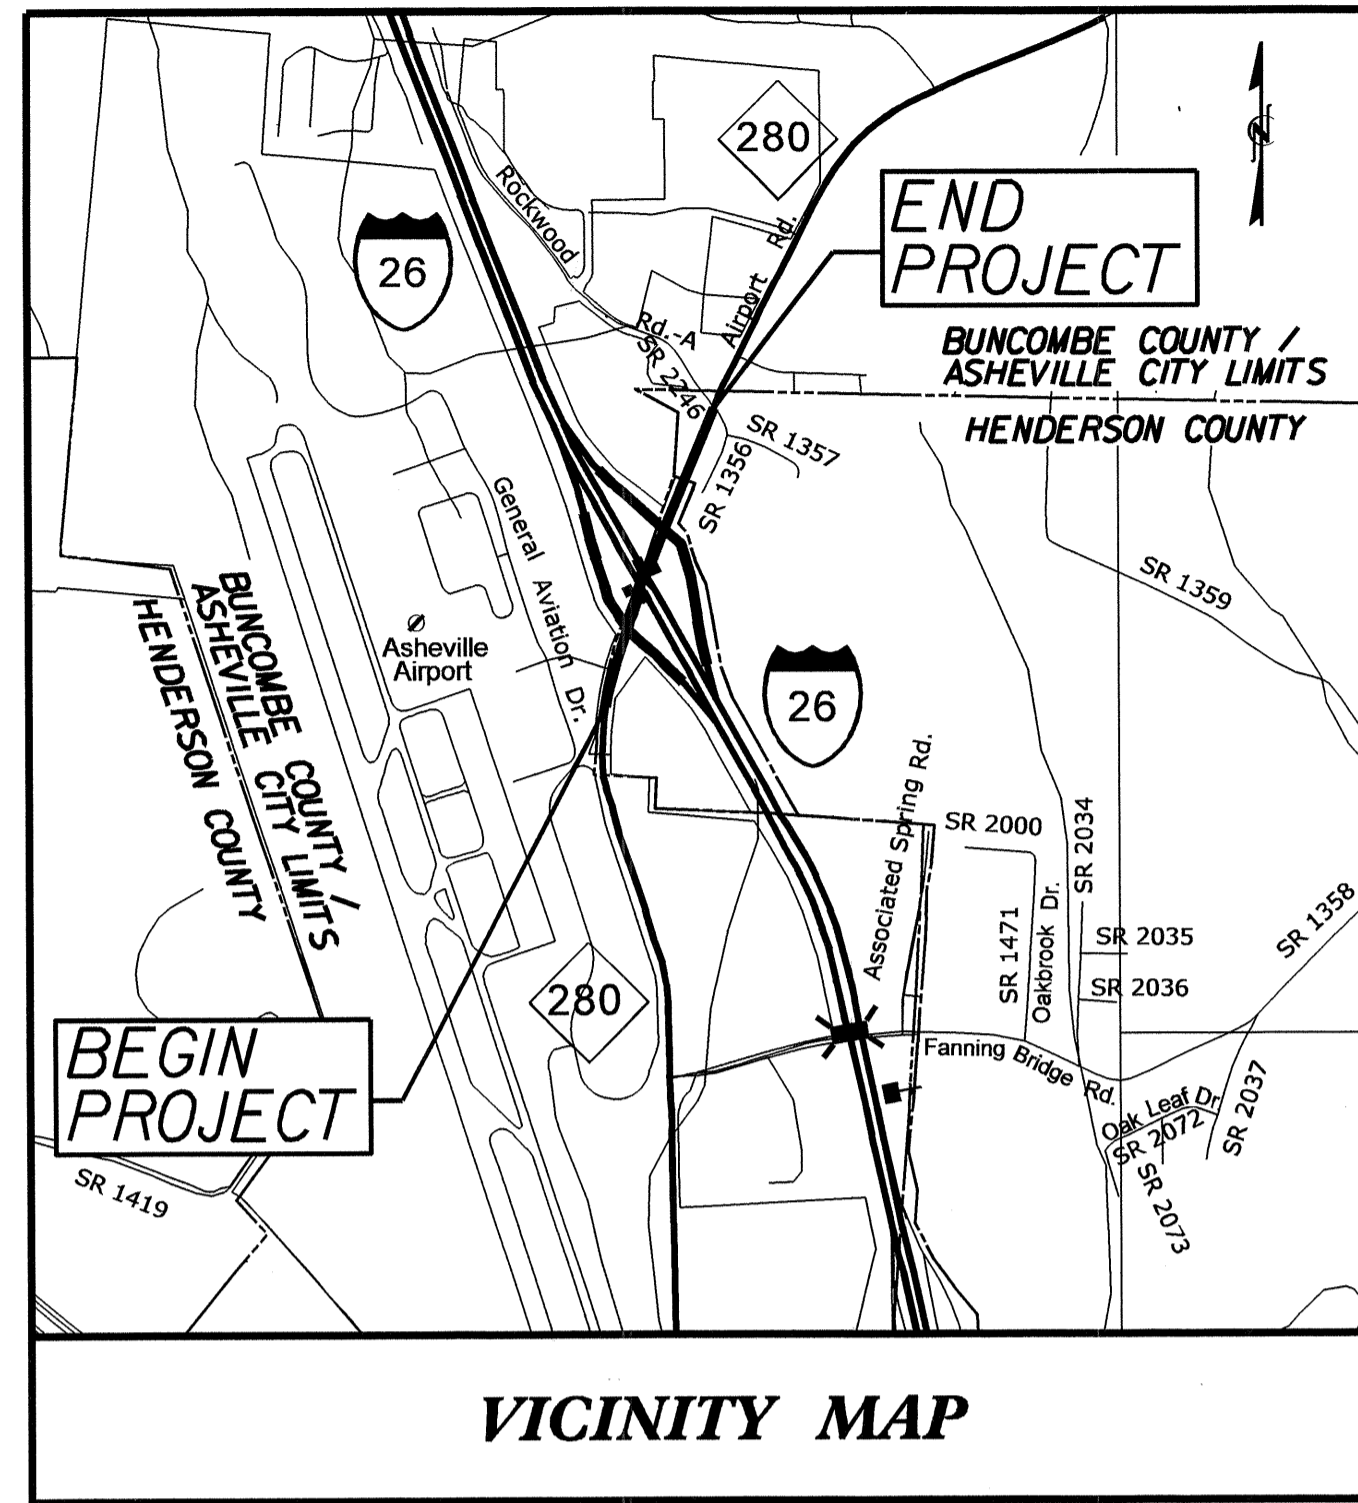 280
END
PROJECT
Rockwood
Rd.-A
SR 2246
Airport Rd.
26
BUNCOMBE COUNTY /
ASHEVILLE CITY LIMITS
HENDERSON COUNTY
SR 1357
SR 1356
SR 1359
General Aviation Dr.
Asheville
Airport
BUNCOMBE COUNTY /
ASHEVILLE CITY LIMITS
HENDERSON COUNTY
26
Associated Spring Rd.
SR 2000
SR 2034
SR 1471
Oakbrook Dr.
SR 2035
SR 2036
SR 1358
280
Fanning Bridge Rd.
BEGIN
PROJECT
Oak Leaf Dr
SR 2072
SR 2037
SR 2073
SR 1419
VICINITY MAP